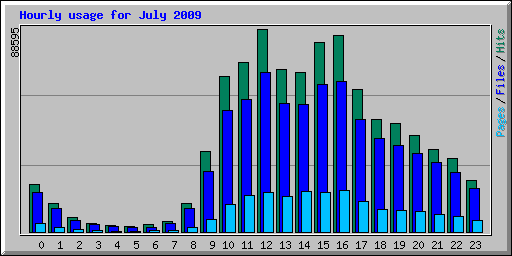 Hourly usage for July 2009
88595
Pages / Files / Hits
0 1 2 3 4 5 6 7 8 9 10 11 12 13 14 15 16 17 18 19 20 21 22 23